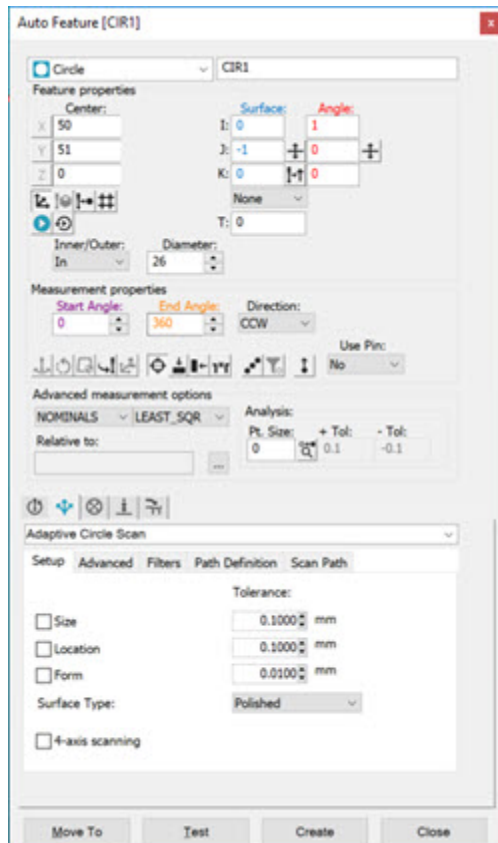 Auto Feature [CIR1]
x
Circle CIR1
Feature properties
Center: Surface: Angle:
X 50 I: 0 1
Y 51 J: -1 0
Z 0 K: 0 0
None
T: 0
Inner/Outer: Diameter:
In 26
Measurement properties
Start Angle: End Angle: Direction:
0 360 CCW
Use Pin:
No
Advanced measurement options
NOMINALS LEAST_SQR
Analysis:
Pt. Size: + Tol: - Tol:
0 0.1 -0.1
Relative to:
...
Adaptive Circle Scan
Setup Advanced Filters Path Definition Scan Path
Tolerance:
Size 0.1000 mm
Location 0.1000 mm
Form 0.0100 mm
Surface Type: Polished
4-axis scanning
Move To Test Create Close